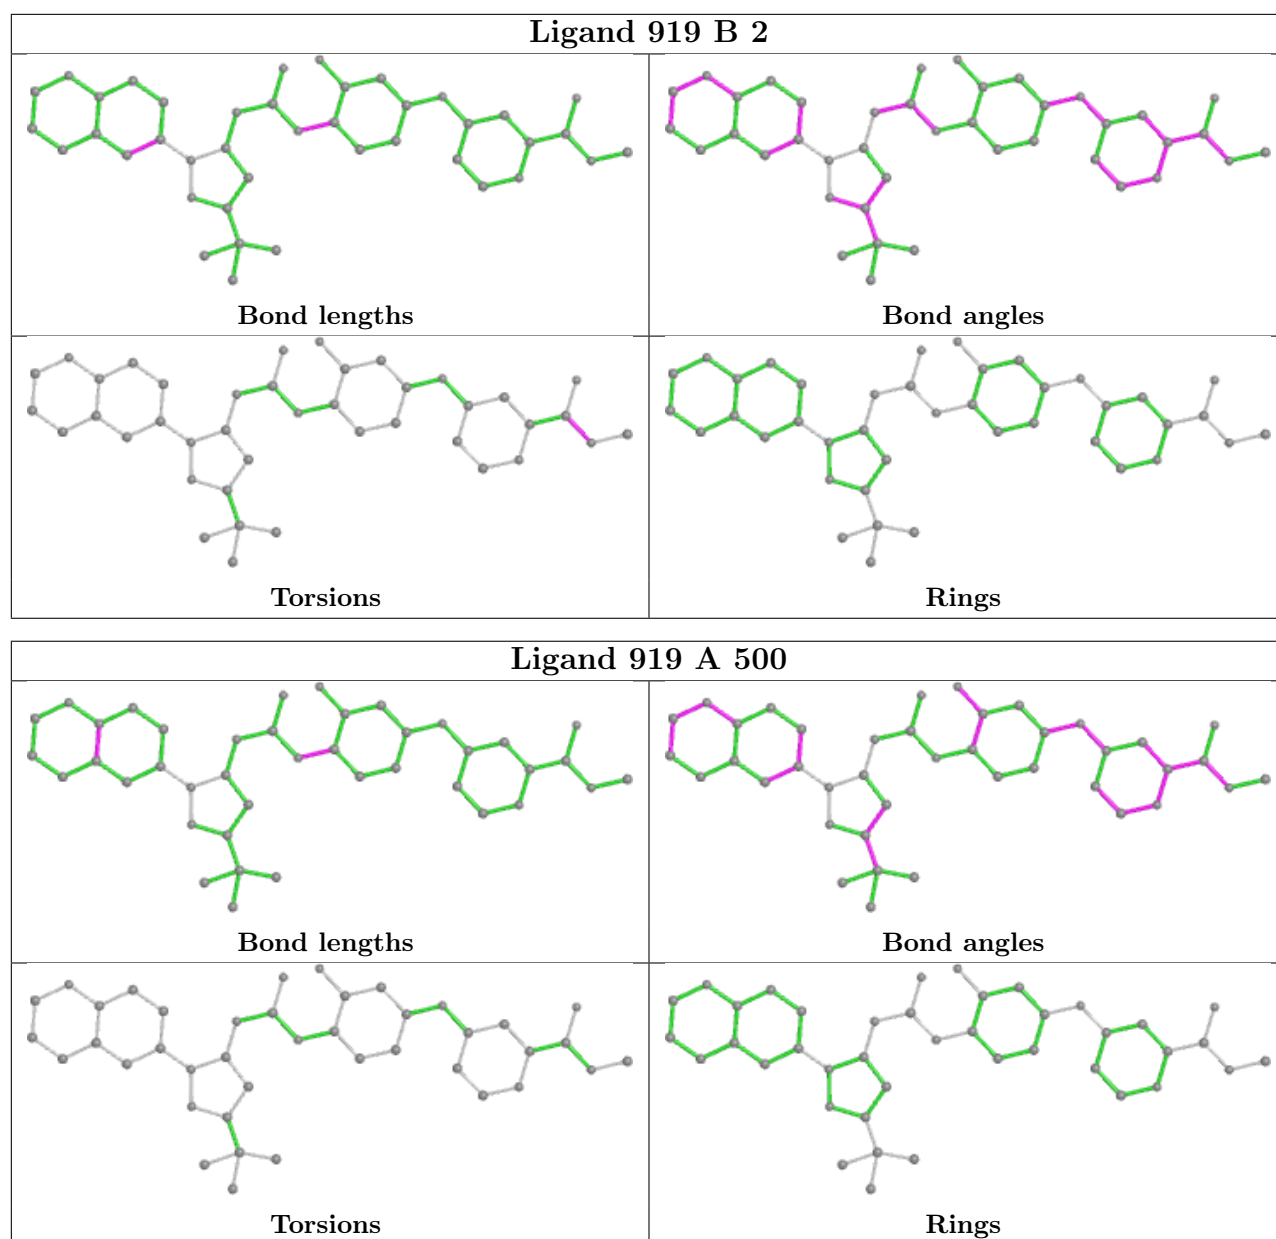 Ligand 919 B 2
Bond lengths
Bond angles
Torsions
Rings
Ligand 919 A 500
Bond lengths
Bond angles
Torsions
Rings